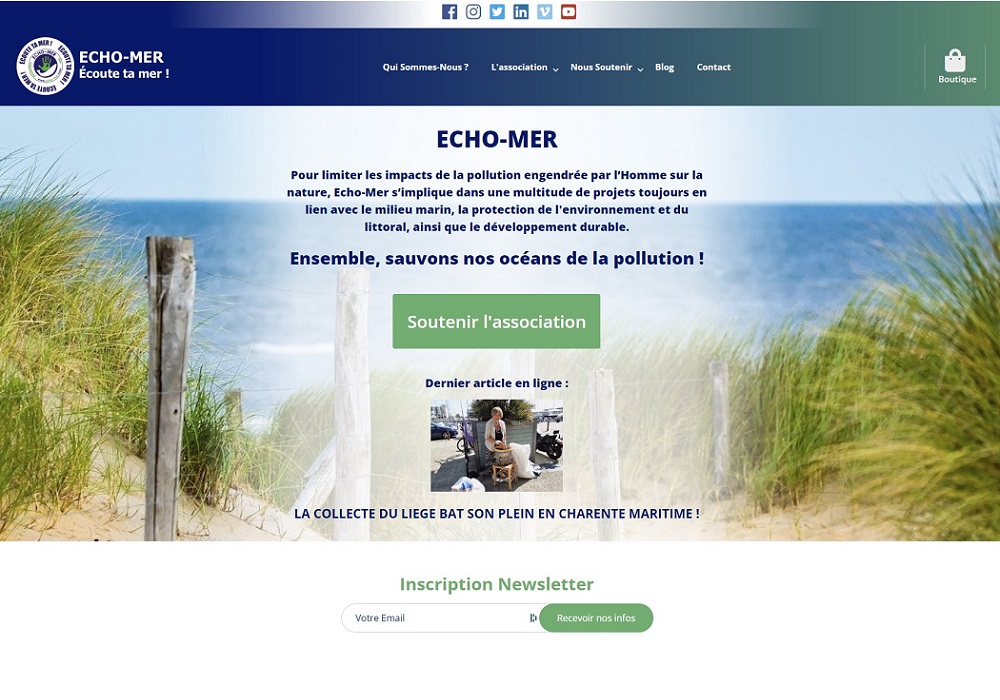 ÉCOUTE TA MER !
ECHO-MER
Écoute ta mer !
Qui Sommes-Nous ?
L'association
Nous Soutenir
Blog
Contact
Boutique
ECHO-MER
Pour limiter les impacts de la pollution engendrée par l’Homme sur la
nature, Echo-Mer s’implique dans une multitude de projets toujours en
lien avec le milieu marin, la protection de l'environnement et du
littoral, ainsi que le développement durable.
Ensemble, sauvons nos océans de la pollution !
Soutenir l'association
Dernier article en ligne :
LA COLLECTE DU LIEGE BAT SON PLEIN EN CHARENTE MARITIME !
Inscription Newsletter
Votre Email
Recevoir nos infos